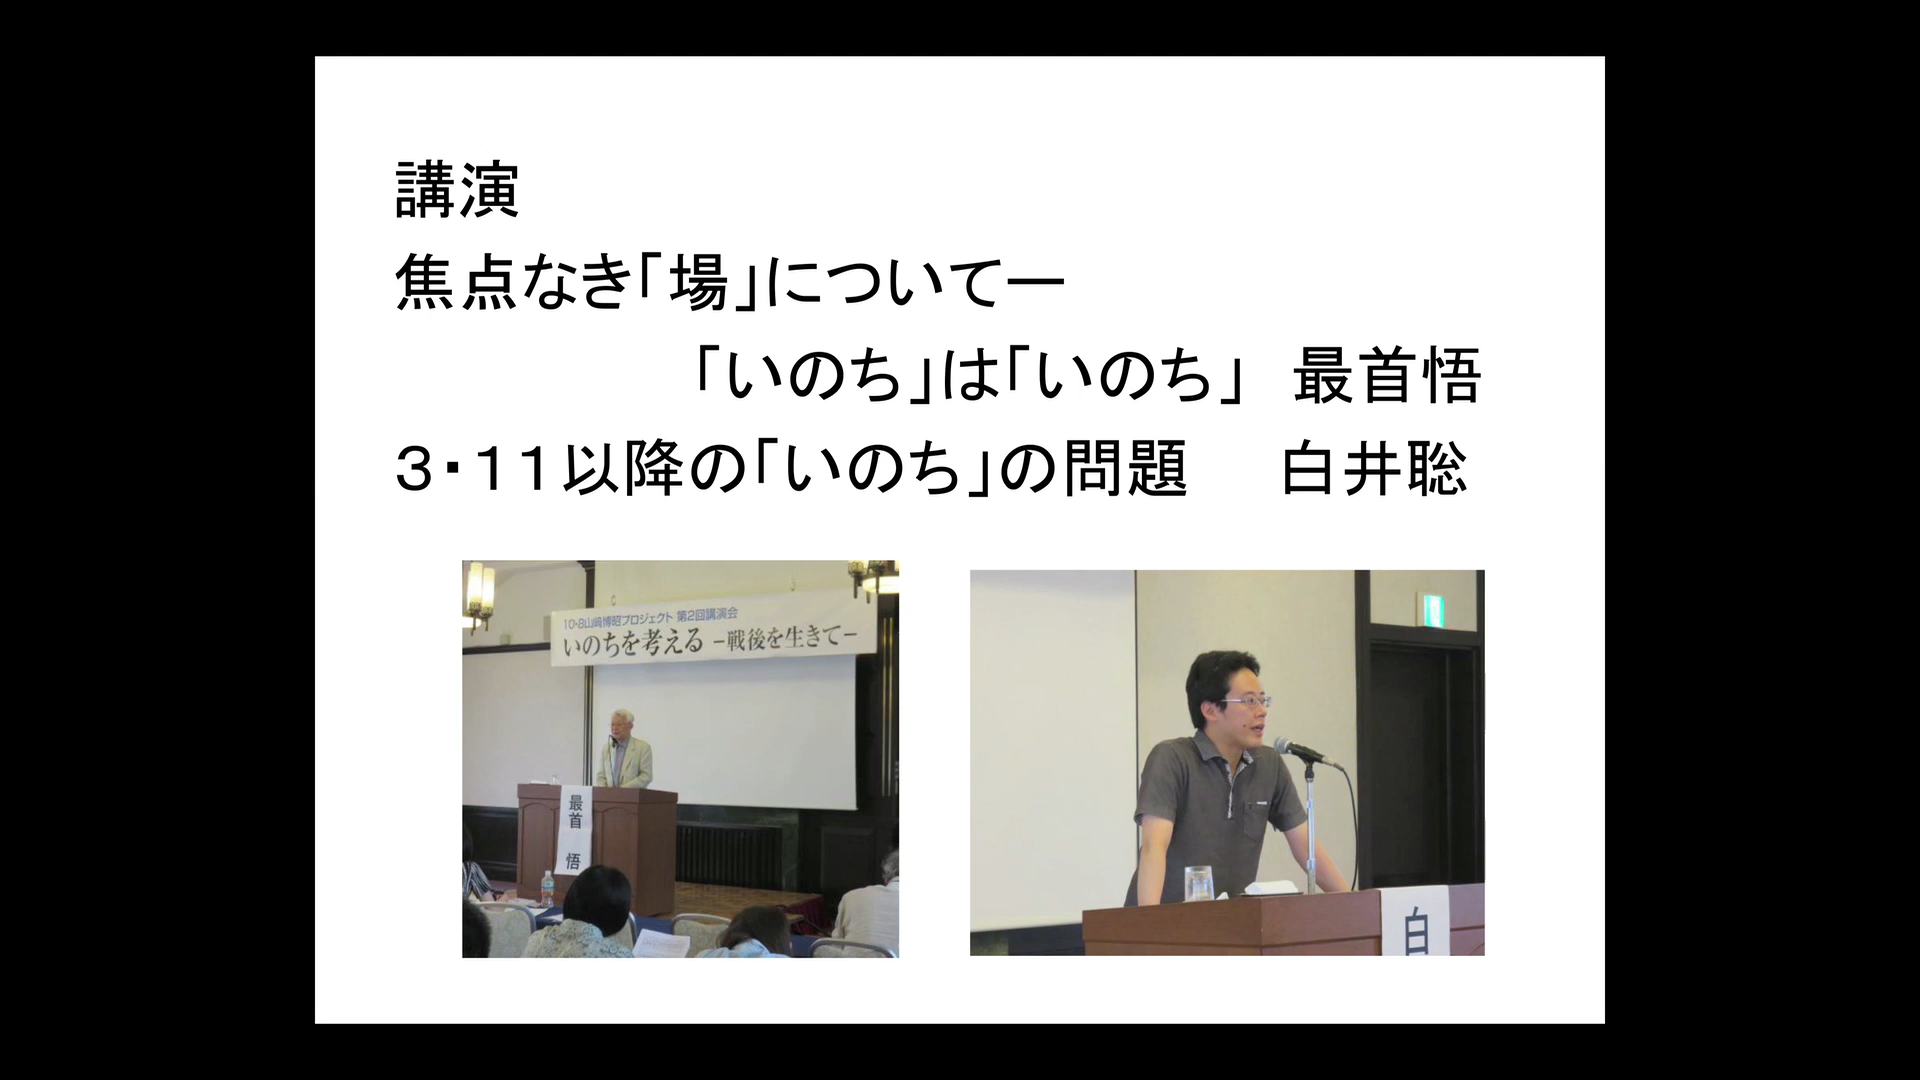 講演
焦点なき「場」について―
「いのち」は「いのち」　最首悟
３・１１以降の「いのち」の問題　白井聡
10・8山﨑博昭プロジェクト 第2回講演会
いのちを考える －戦後を生きて－
最首 悟
白